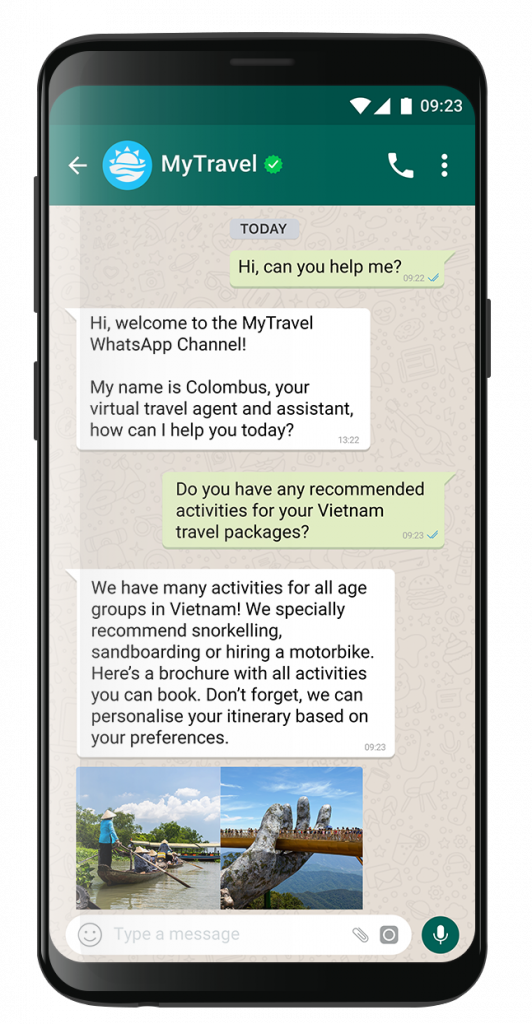 09:23
MyTravel
TODAY
Hi, can you help me?
09:22
Hi, welcome to the MyTravel
WhatsApp Channel!
My name is Colombus, your
virtual travel agent and assistant,
how can I help you today?
13:22
Do you have any recommended
activities for your Vietnam
travel packages?
09:23
We have many activities for all age
groups in Vietnam! We specially
recommend snorkelling,
sandboarding or hiring a motorbike.
Here’s a brochure with all activities
you can book. Don’t forget, we can
personalise your itinerary based on
your preferences.
09:23
Type a message